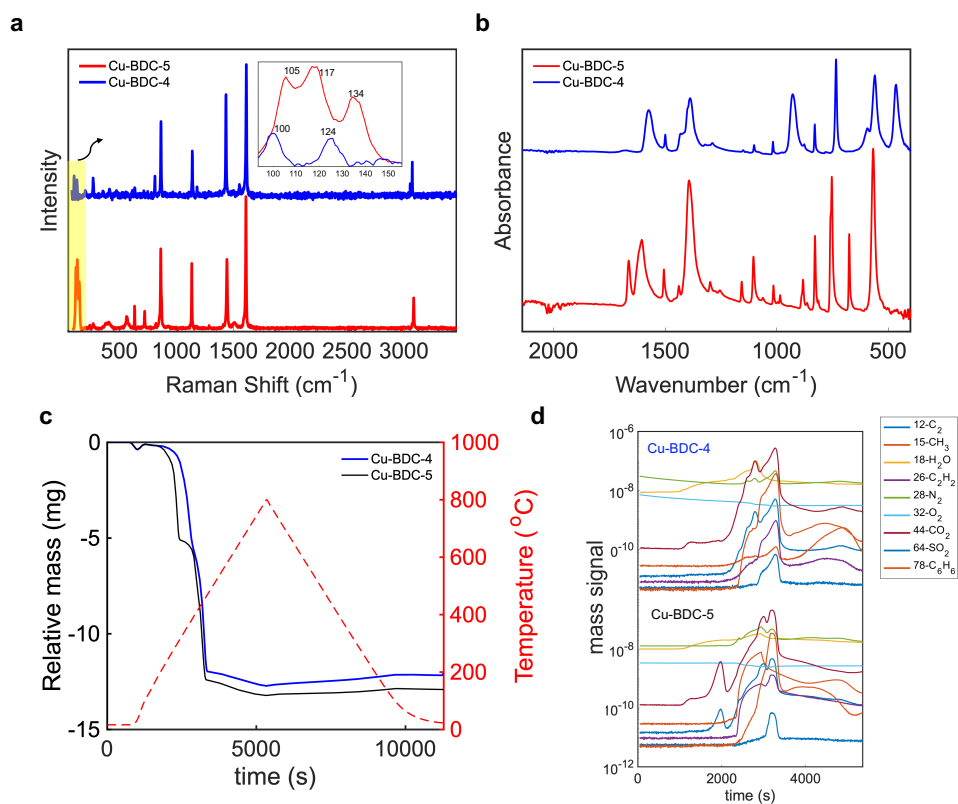 a
Cu-BDC-5
Cu-BDC-4
105
117
134
100
124
100 110 120 130 140 150
Intensity
500 1000 1500 2000 2500 3000
Raman Shift (cm⁻¹)
b
Cu-BDC-5
Cu-BDC-4
Absorbance
2000 1500 1000 500
Wavenumber (cm⁻¹)
c
Cu-BDC-4
Cu-BDC-5
0
-5
-10
-15
Relative mass (mg)
1000
800
600
400
200
0
Temperature (°C)
0 5000 10000
time (s)
d
Cu-BDC-4
Cu-BDC-5
10⁻⁶
10⁻⁸
10⁻¹⁰
10⁻⁸
10⁻¹⁰
10⁻¹²
mass signal
0 2000 4000
time (s)
12-C₂
15-CH₃
18-H₂O
26-C₂H₂
28-N₂
32-O₂
44-CO₂
64-SO₂
78-C₆H₆